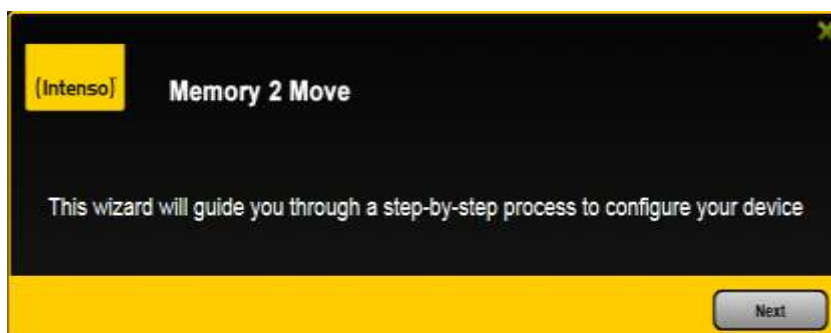 (Intenso)
Memory 2 Move
This wizard will guide you through a step-by-step process to configure your device
Next